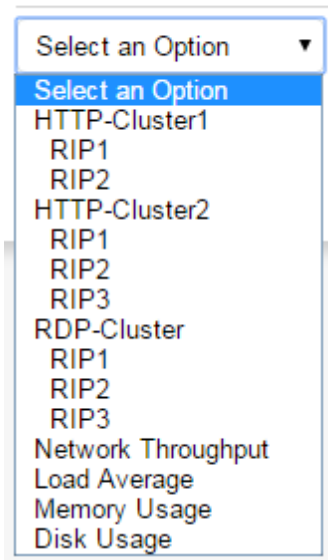 Select an Option
Select an Option
HTTP-Cluster1
RIP1
RIP2
HTTP-Cluster2
RIP1
RIP2
RIP3
RDP-Cluster
RIP1
RIP2
RIP3
Network Throughput
Load Average
Memory Usage
Disk Usage